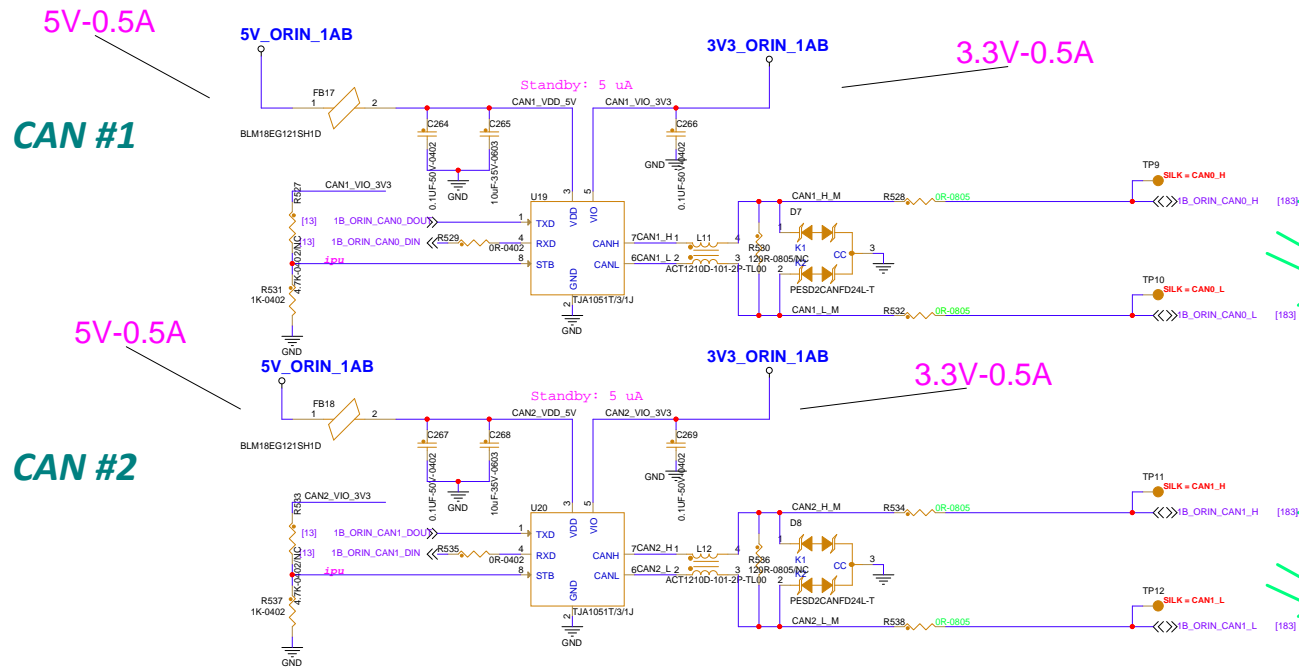 5V-0.5A
5V_ORIN_1AB
3V3_ORIN_1AB
3.3V-0.5A
Standby: 5 uA
CAN #1
FB17
1
2
BLM18EG121SH1D
CAN1_VDD_5V
CAN1_VIO_3V3
C264
0.1UF-50V-0402
C265
10uF-35V-0603
GND
C266
0.1UF-50V-0402
GND
TP9
SILK = CAN0_H
R527
4.7K-0402/NC
CAN1_VIO_3V3
[13] 1B_ORIN_CAN0_DOUT
[13] 1B_ORIN_CAN0_DIN
R529
0R-0402
ipu
U19
3
5
VDD
VIO
1 TXD
4 RXD
8 STB
GND
2
GND
CANH 7 CAN1_H 1
CANL 6 CAN1_L 2
L11
4
3
ACT1210D-101-2P-TL00
TJA1051T/3/1J
CAN1_H_M
R528
0R-0805
1B_ORIN_CAN0_H [183]
D7
1
K1
K2
2
CC
3
R530
120R-0805/NC
PESD2CANFD24L-T
TP10
SILK = CAN0_L
CAN1_L_M
R532
0R-0805
1B_ORIN_CAN0_L [183]
R531
1K-0402
GND
5V-0.5A
5V_ORIN_1AB
3V3_ORIN_1AB
3.3V-0.5A
Standby: 5 uA
CAN #2
FB18
1
2
BLM18EG121SH1D
CAN2_VDD_5V
CAN2_VIO_3V3
C267
0.1UF-50V-0402
C268
10uF-35V-0603
GND
C269
0.1UF-50V-0402
GND
TP11
SILK = CAN1_H
R533
4.7K-0402/NC
CAN2_VIO_3V3
[13] 1B_ORIN_CAN1_DOUT
[13] 1B_ORIN_CAN1_DIN
R535
0R-0402
ipu
U20
3
5
VDD
VIO
1 TXD
4 RXD
8 STB
GND
2
GND
CANH 7 CAN2_H 1
CANL 6 CAN2_L 2
L12
4
3
ACT1210D-101-2P-TL00
TJA1051T/3/1J
CAN2_H_M
R534
0R-0805
1B_ORIN_CAN1_H [183]
D8
1
K1
K2
2
CC
3
R536
120R-0805/NC
PESD2CANFD24L-T
TP12
SILK = CAN1_L
CAN2_L_M
R538
0R-0805
1B_ORIN_CAN1_L [183]
R537
1K-0402
GND